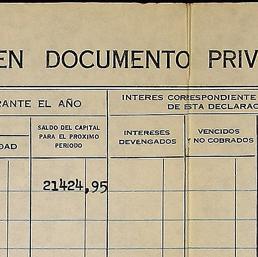 EN DOCUMENTO PRIV
RANTE EL AÑO
INTERES CORRESPONDIENTE
DE ESTA DECLARAC
DAD
SALDO DEL CAPITAL
PARA EL PROXIMO
PERIODO
INTERESES
DEVENGADOS
VENCIDOS
Y NO COBRADOS
21424,95